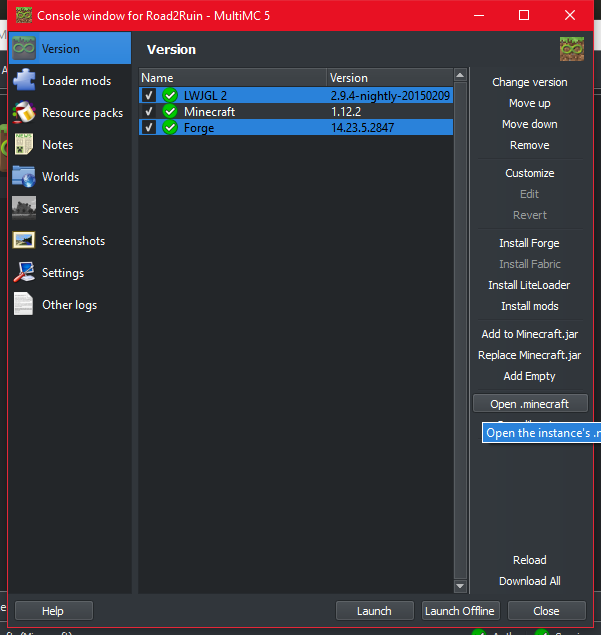 Console window for Road2Ruin - MultiMC 5
Version
Loader mods
Resource packs
Notes
Worlds
Servers
Screenshots
Settings
Other logs
Version
Name Version
LWJGL 2 2.9.4-nightly-20150209
Minecraft 1.12.2
Forge 14.23.5.2847
Change version
Move up
Move down
Remove
Customize
Edit
Revert
Install Forge
Install Fabric
Install LiteLoader
Install mods
Add to Minecraft.jar
Replace Minecraft.jar
Add Empty
Open .minecraft
Open the instance's .m
Reload
Download All
Help
Launch
Launch Offline
Close